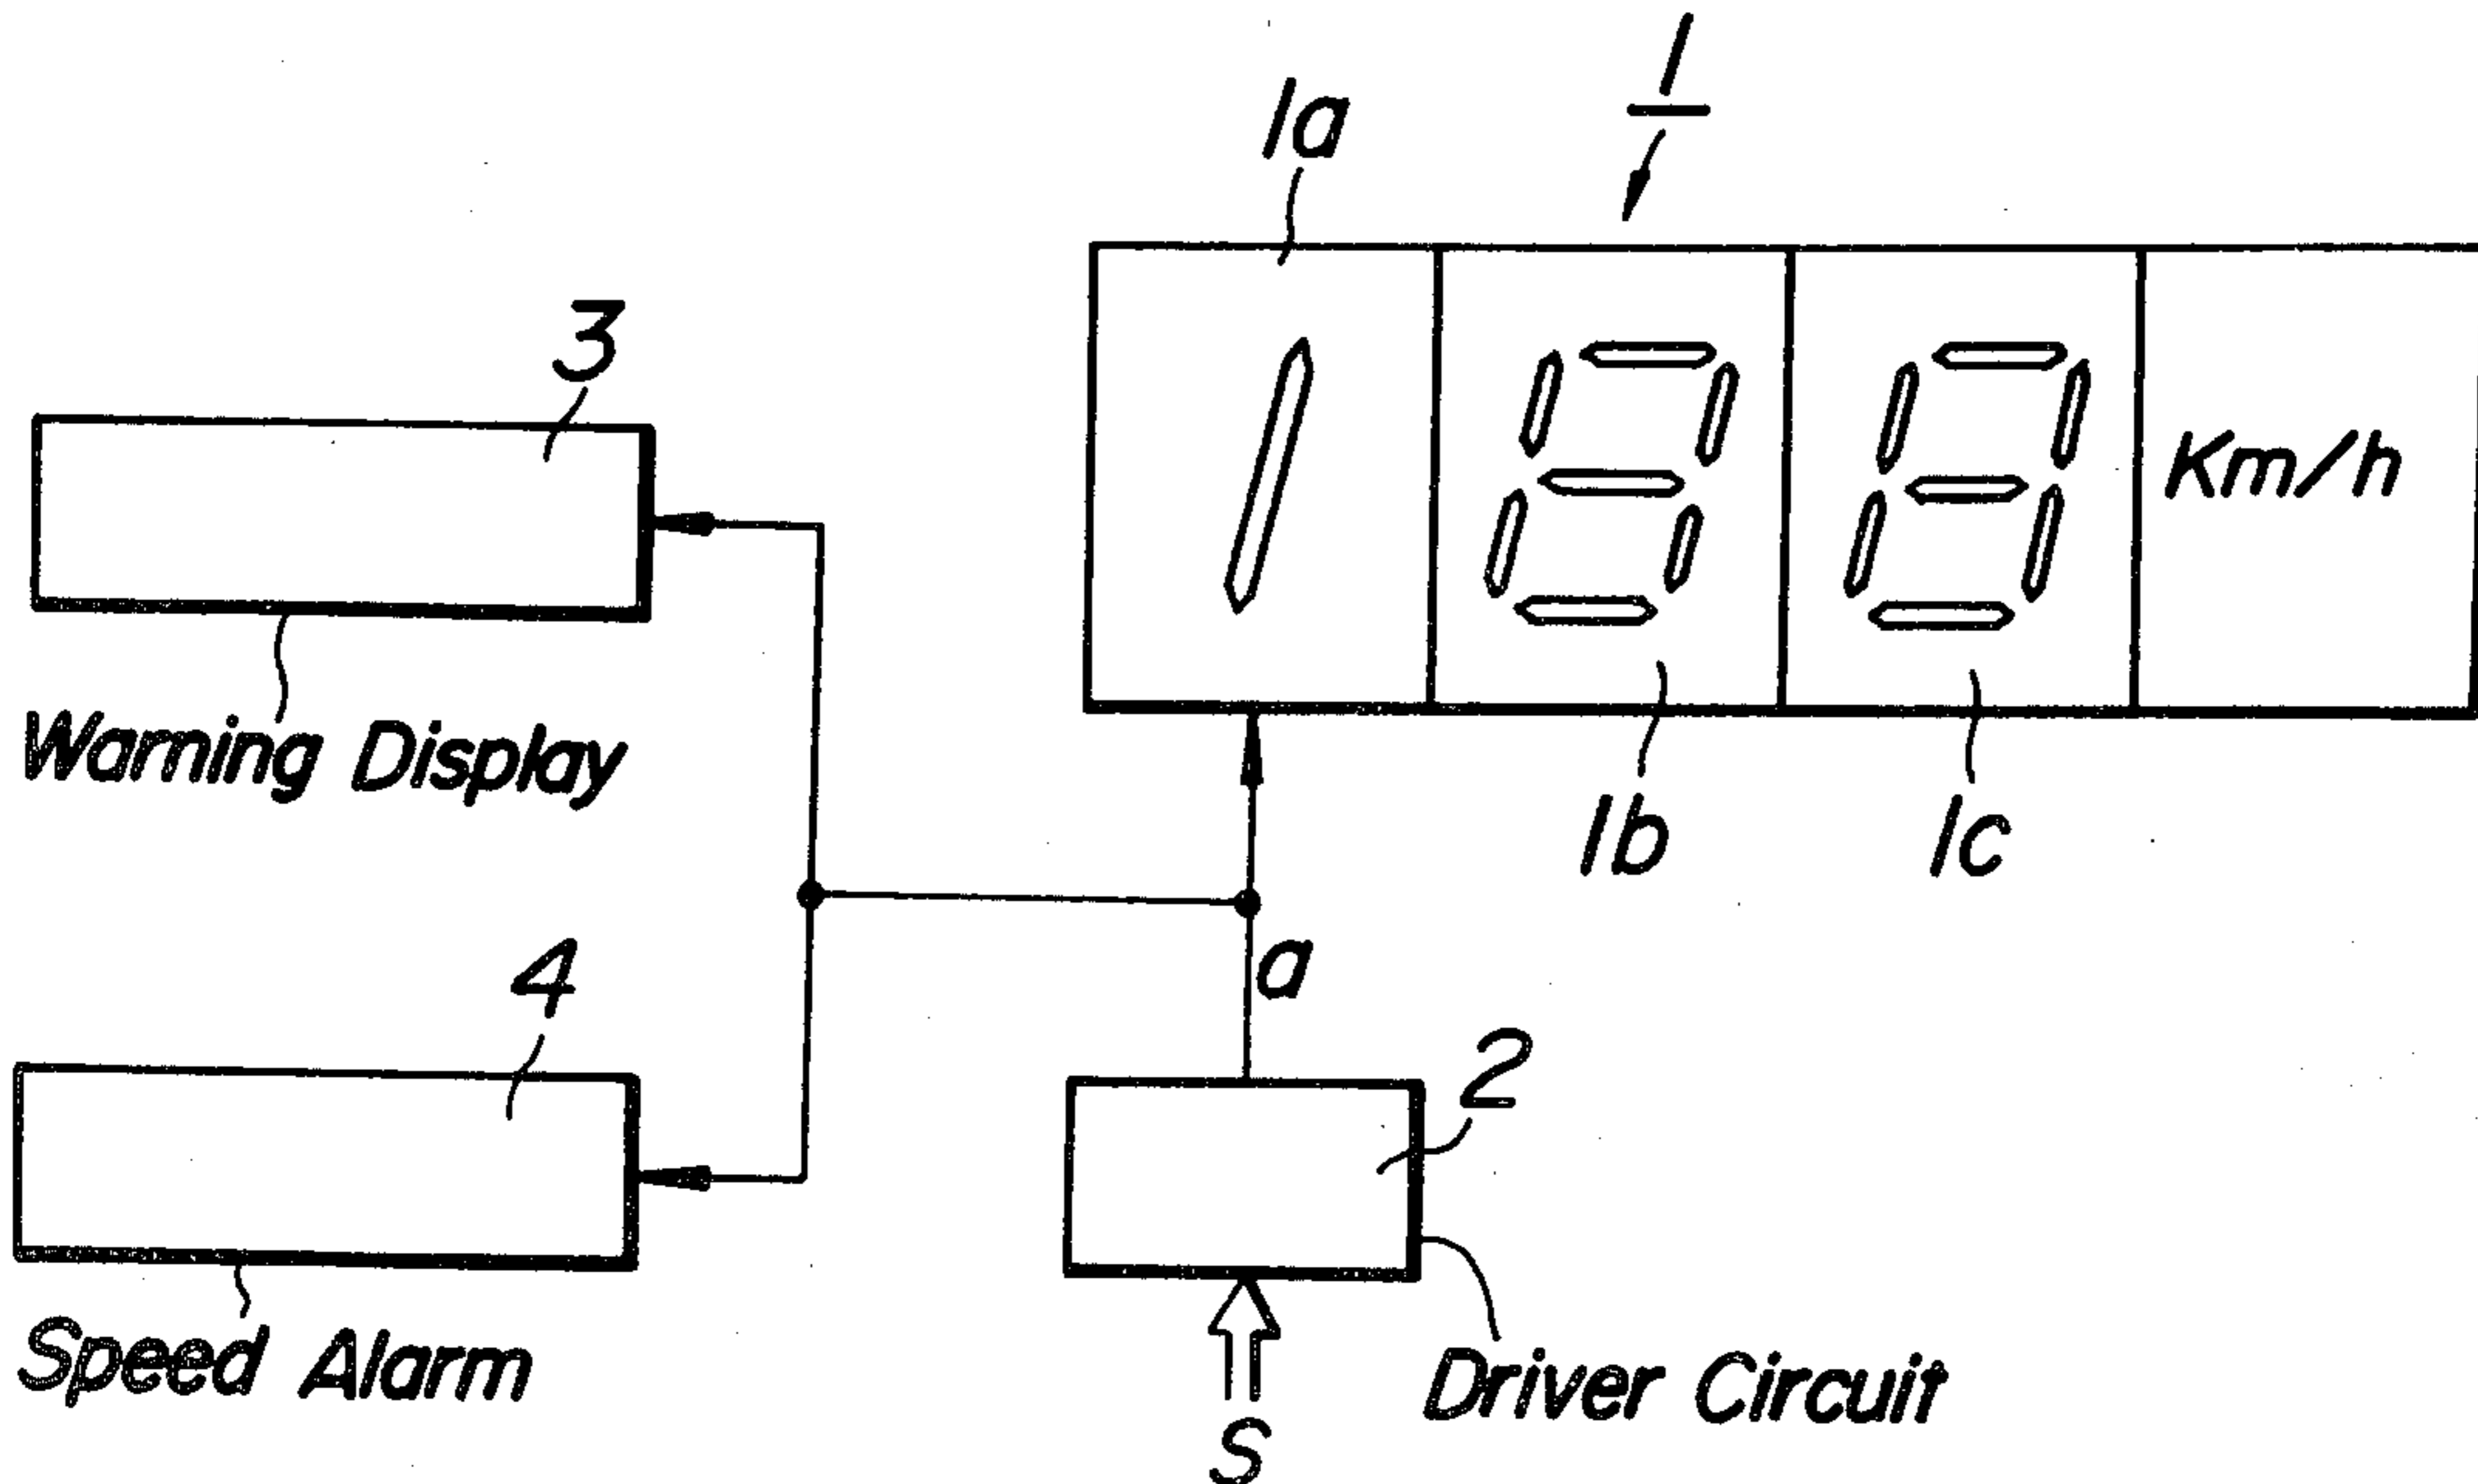 1
1a
3
Km/h
Warning Display
1b
1c
4
a
2
Speed Alarm
Driver Circuit
S